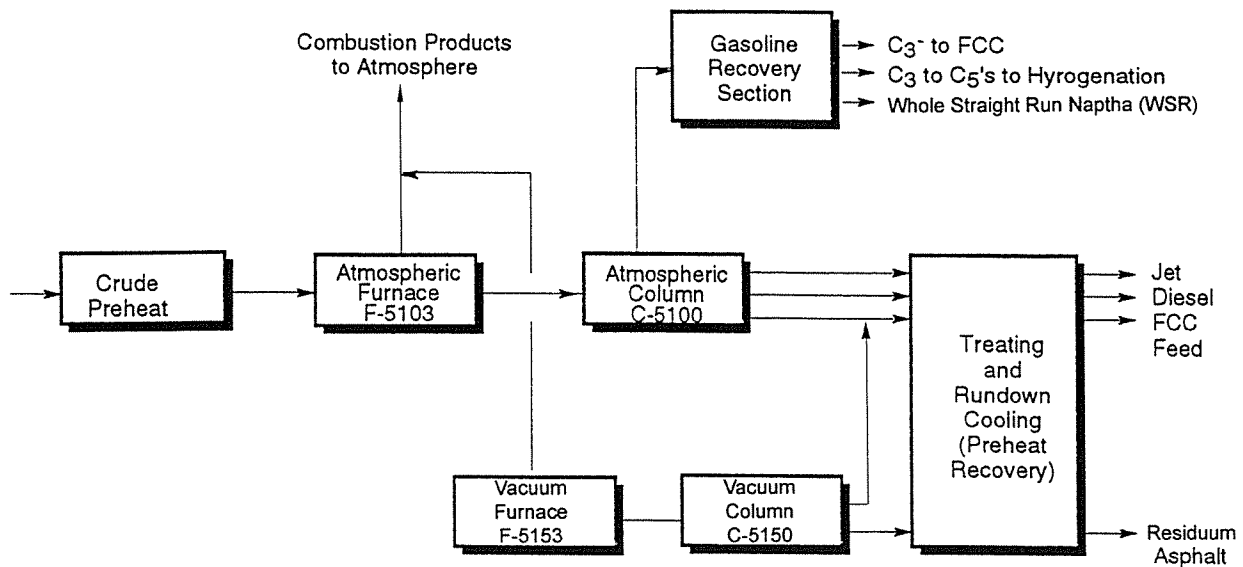 Combustion Products
to Atmosphere
Gasoline
Recovery
Section
C3- to FCC
C3 to C5's to Hyrogenation
Whole Straight Run Naptha (WSR)
Crude
Preheat
Atmospheric
Furnace
F-5103
Atmospheric
Column
C-5100
Treating
and
Rundown
Cooling
(Preheat
Recovery)
Jet
Diesel
FCC
Feed
Vacuum
Furnace
F-5153
Vacuum
Column
C-5150
Residuum
Asphalt